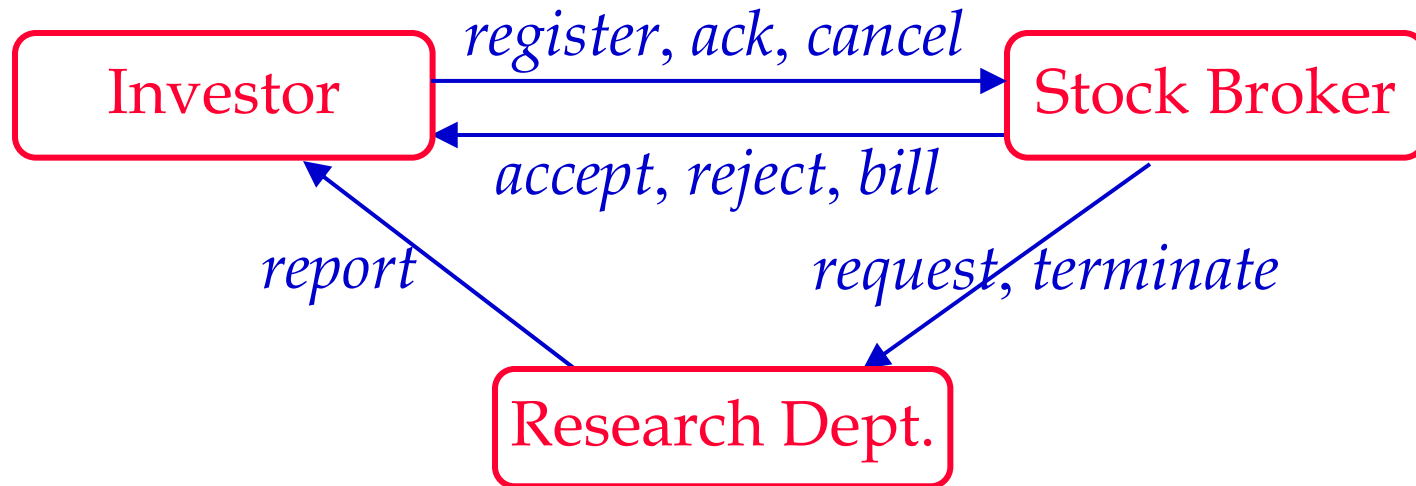 register, ack, cancel
Investor
Stock Broker
accept, reject, bill
report
request, terminate
Research Dept.